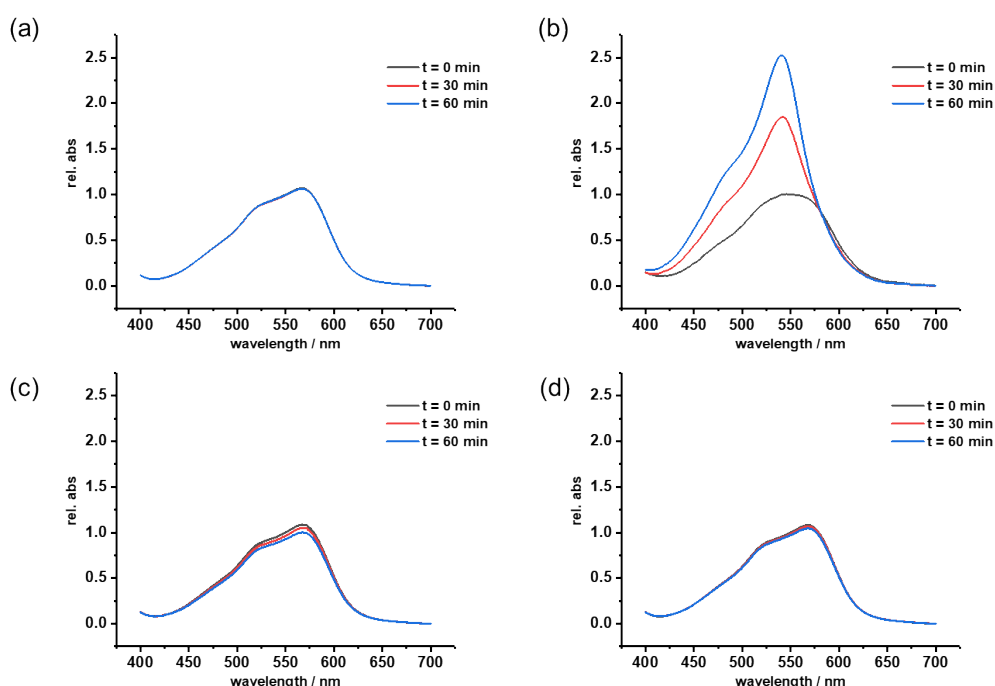 (a)
2.5
2.0
1.5
1.0
0.5
0.0
rel. abs
t = 0 min
t = 30 min
t = 60 min
400 450 500 550 600 650 700
wavelength / nm
(b)
2.5
2.0
1.5
1.0
0.5
0.0
rel. abs
t = 0 min
t = 30 min
t = 60 min
400 450 500 550 600 650 700
wavelength / nm
(c)
2.5
2.0
1.5
1.0
0.5
0.0
rel. abs
t = 0 min
t = 30 min
t = 60 min
400 450 500 550 600 650 700
wavelength / nm
(d)
2.5
2.0
1.5
1.0
0.5
0.0
rel. abs
t = 0 min
t = 30 min
t = 60 min
400 450 500 550 600 650 700
wavelength / nm